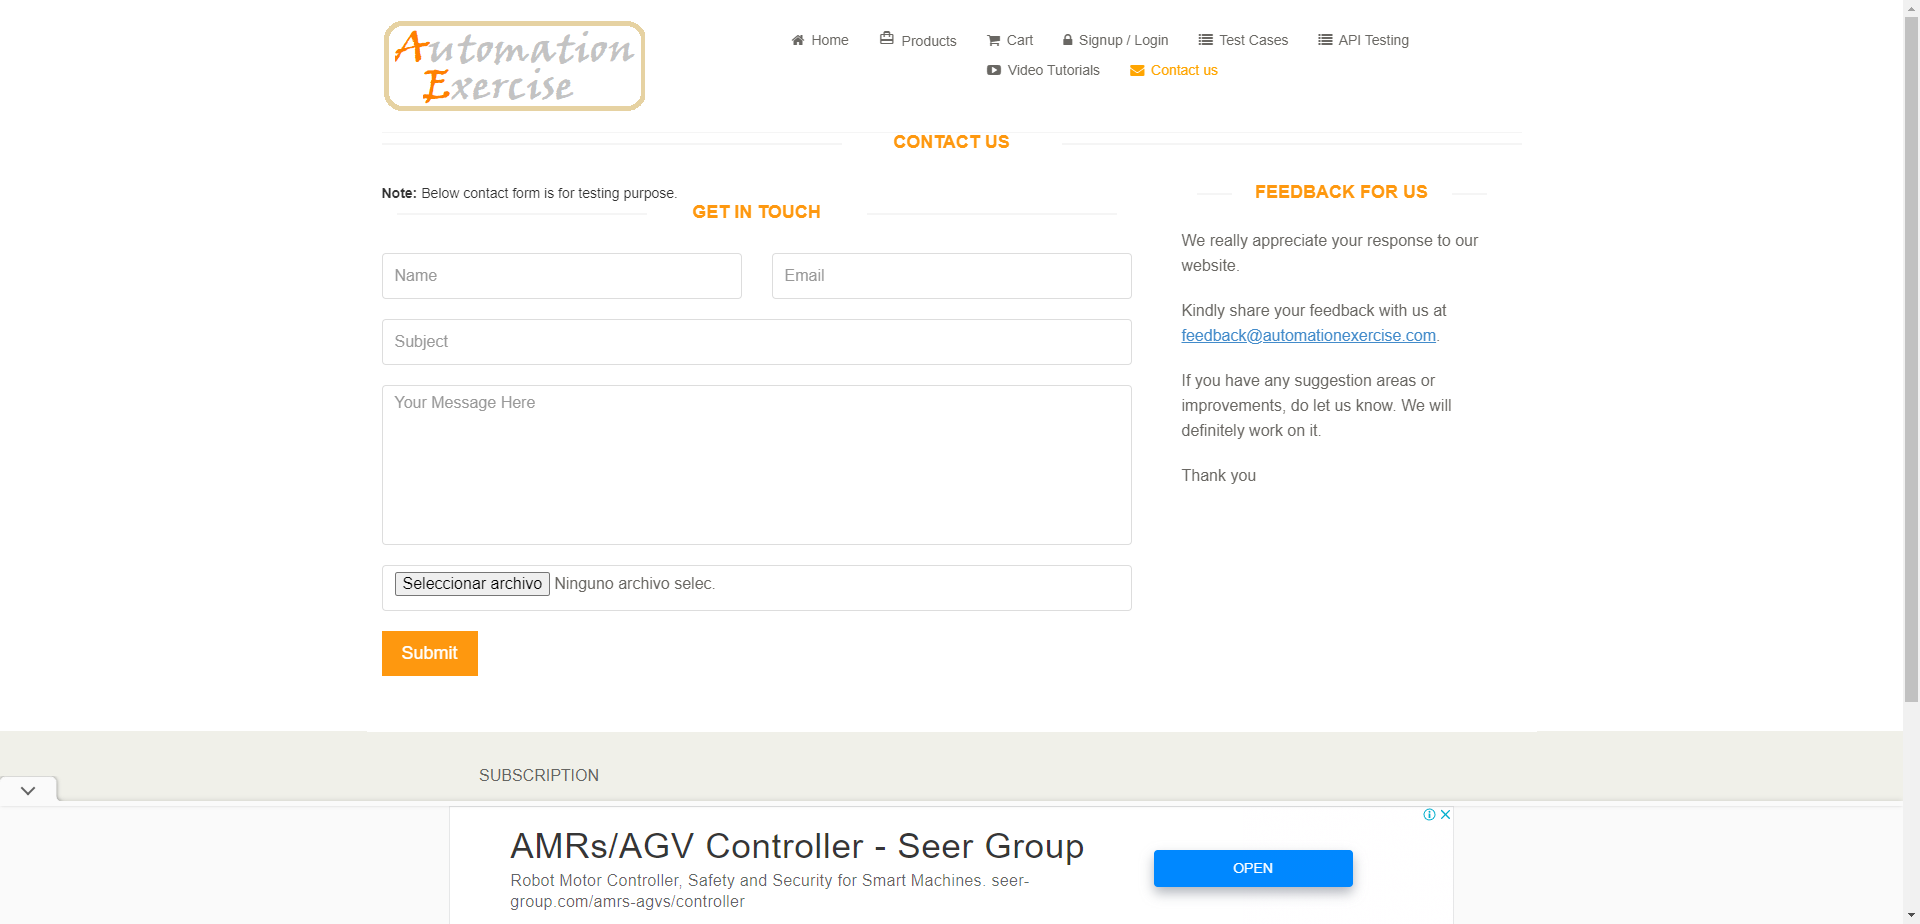 Automation
Exercise
Home
Products
Cart
Signup / Login
Test Cases
API Testing
Video Tutorials
Contact us
CONTACT US
Note: Below contact form is for testing purpose.
GET IN TOUCH
Name
Email
Subject
Your Message Here
Seleccionar archivo Ninguno archivo selec.
Submit
FEEDBACK FOR US
We really appreciate your response to our
website.
Kindly share your feedback with us at
feedback@automationexercise.com.
If you have any suggestion areas or
improvements, do let us know. We will
definitely work on it.
Thank you
SUBSCRIPTION
AMRs/AGV Controller - Seer Group
Robot Motor Controller, Safety and Security for Smart Machines. seer-
group.com/amrs-agvs/controller
OPEN